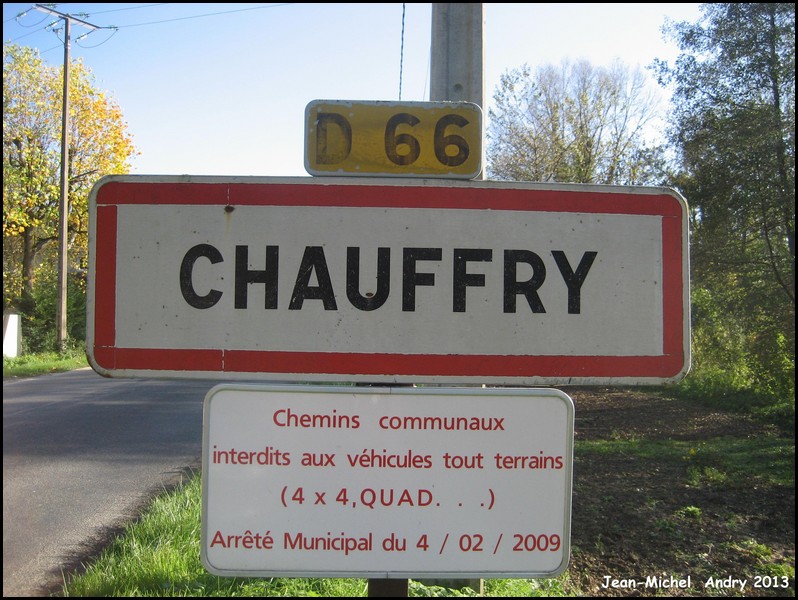 D 66
CHAUFFRY
Chemins communaux
interdits aux véhicules tout terrains
(4 x 4,QUAD. . .)
Arrêté Municipal du 4 / 02 / 2009
Jean-Michel Andry 2013